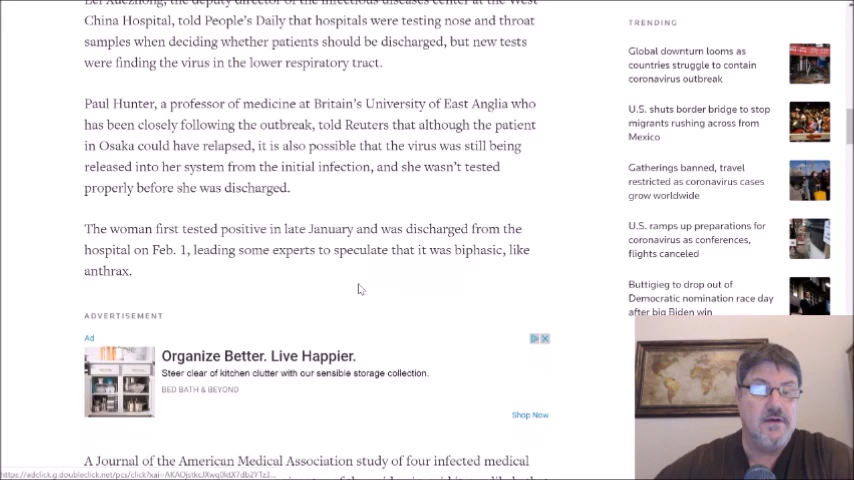 Lei Xuezhong, the deputy director of the infectious diseases center at the West
China Hospital, told People's Daily that hospitals were testing nose and throat
samples when deciding whether patients should be discharged, but new tests
were finding the virus in the lower respiratory tract.
Paul Hunter, a professor of medicine at Britain's University of East Anglia who
has been closely following the outbreak, told Reuters that although the patient
in Osaka could have relapsed, it is also possible that the virus was still being
released into her system from the initial infection, and she wasn't tested
properly before she was discharged.
The woman first tested positive in late January and was discharged from the
hospital on Feb. 1, leading some experts to speculate that it was biphasic, like
anthrax.
ADVERTISEMENT
Ad
Organize Better. Live Happier.
Steer clear of kitchen clutter with our sensible storage collection.
BED BATH & BEYOND
Shop Now
A Journal of the American Medical Association study of four infected medical
TRENDING
Global downturn looms as
countries struggle to contain
coronavirus outbreak
U.S. shuts border bridge to stop
migrants rushing across from
Mexico
Gatherings banned, travel
restricted as coronavirus cases
grow worldwide
U.S. ramps up preparations for
coronavirus as conferences,
flights canceled
Buttigieg to drop out of
Democratic nomination race day
after big Biden win